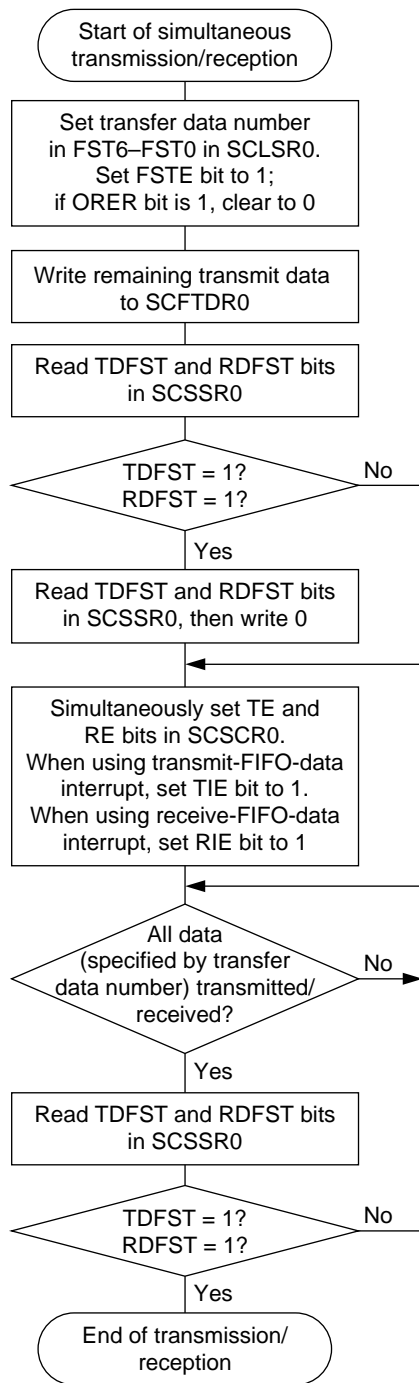 Start of simultaneous
transmission/reception
Set transfer data number
in FST6–FST0 in SCLSR0.
Set FSTE bit to 1;
if ORER bit is 1, clear to 0
Write remaining transmit data
to SCFTDR0
Read TDFST and RDFST bits
in SCSSR0
TDFST = 1?
RDFST = 1?
No
Yes
Read TDFST and RDFST bits
in SCSSR0, then write 0
Simultaneously set TE and
RE bits in SCSCR0.
When using transmit-FIFO-data
interrupt, set TIE bit to 1.
When using receive-FIFO-data
interrupt, set RIE bit to 1
All data
(specified by transfer
data number) transmitted/
received?
No
Yes
Read TDFST and RDFST bits
in SCSSR0
TDFST = 1?
RDFST = 1?
No
Yes
End of transmission/
reception